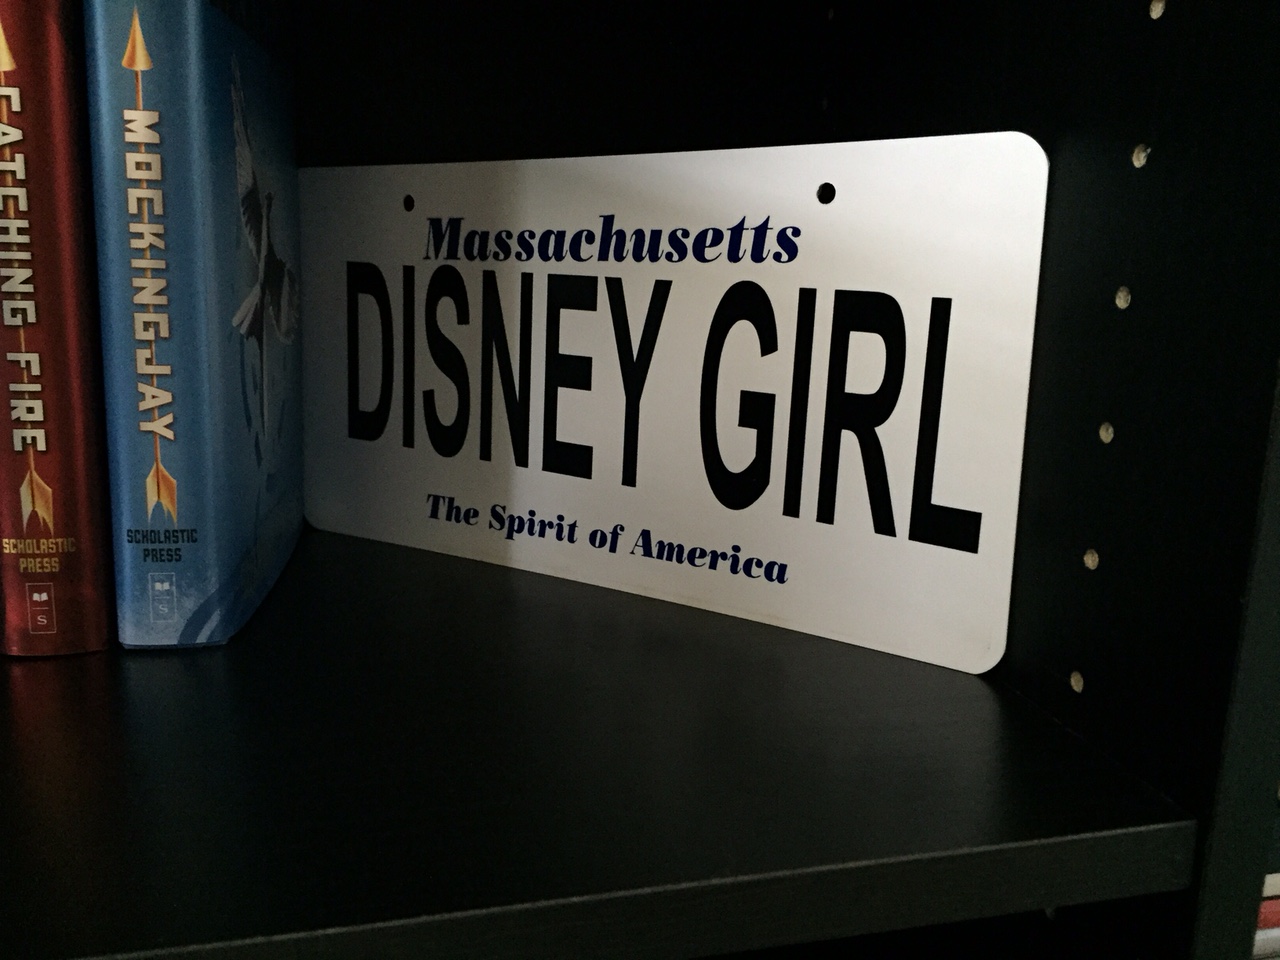 CATCHING FIRE
SCHOLASTIC
PRESS
S
MOCKINGJAY
SCHOLASTIC
PRESS
S
Massachusetts
DISNEY GIRL
The Spirit of America